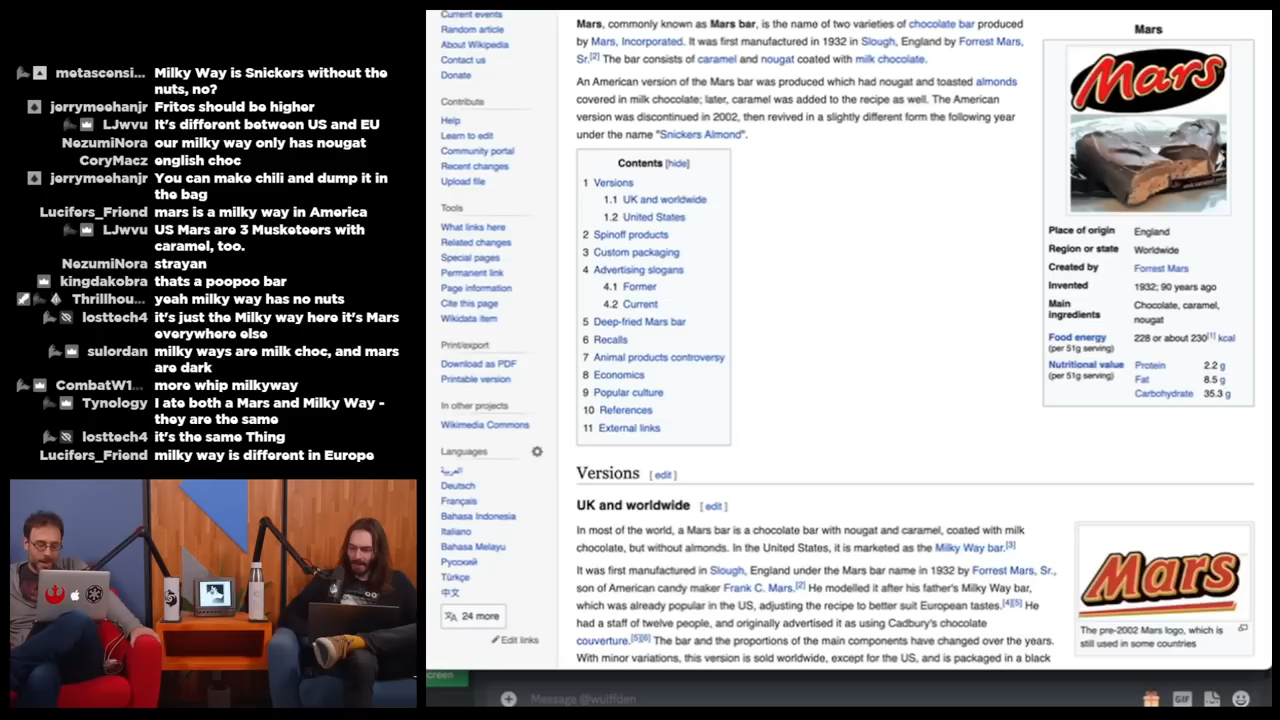 milky way is Snickers without the
nuts, no?
jerrymechanjr Fritos should be higher
Lynx It's different between US and EU
caramel and nougat
CoryMacz english choc
jerrymechanjr You can make chili and dump it in
the bag
Lucifers_Friend mars is a milkyway in America
Lynx US Mars are 3 Musketeers with
caramel, too.
NezumiNera strayan
an iPad no bar
yeah milky way has no nuts
losloth4 it's just the Milky way here it's Mars
everywhere else
milky ways are milk choc, and mars
are dark
CombatW1... mores hip milkyway
Tyrangy I ate both a Mars and Milky Way -
they are the same
losloth4 it's the same Thing
Lucifers_Friend milkyway is different in Europe
Current events
Random article
About Wikipedia
Contact us
Donate
Contribute
Help
Learn to edit
Community portal
Recent changes
Upload file
Tools
What links here
Related changes
Special pages
Permanent link
Page information
Cite this page
Wikidata item
Print/export
Download as PDF
Printable version
In other projects
Wikimedia Commons
Languages
العربية
Deutsch
Français
Bahasa Indonesia
Italiano
Bahasa Melayu
Русский
Türkçe
中文
24 more
Edit links
Mars, commonly known as Mars bar, is the name of two varieties of chocolate bar produced
by Mars, Incorporated. It was first manufactured in 1932 in Slough, England by Forrest Mars,
Sr.[2] The bar consists of caramel and nougat coated with milk chocolate.
An American version of the Mars bar was produced which had nougat and toasted almonds
covered in milk chocolate; later, caramel was added to the recipe as well. The American
version was discontinued in 2002, then revived in a slightly different form the following year
under the name "Snickers Almond".
Contents [hide]
1 Versions
1.1 UK and worldwide
1.2 United States
2 Spinoff products
3 Custom packaging
4 Advertising slogans
4.1 Former
4.2 Current
5 Deep-fried Mars bar
6 Recalls
7 Animal products controversy
8 Economics
9 Popular culture
10 References
11 External links
Versions [ edit ]
UK and worldwide [ edit ]
In most of the world, a Mars bar is a chocolate bar with nougat and caramel, coated with milk
chocolate, but without almonds. In the United States, it is marketed as the Milky Way bar.[3]
It was first manufactured in Slough, England under the Mars bar name in 1932 by Forrest Mars, Sr.,
son of American candy maker Frank C. Mars.[2] He modelled it after his father's Milky Way bar,
which was already popular in the US, adjusting the recipe to better suit European tastes.[4][5] He
had a staff of twelve people, and originally advertised it as using Cadbury's chocolate
couverture.[5][6] The bar and the proportions of the main components have changed over the years.
With minor variations, this version is sold worldwide, except for the US, and is packaged in a black
Mars
Mars
Place of origin England
Region or state Worldwide
Created by Forrest Mars
Invented 1932; 90 years ago
Main
ingredients Chocolate, caramel,
nougat
Food energy
(per 51g serving) 228 or about 230[1] kcal
Nutritional value
(per 51g serving) Protein 2.2 g
Fat 8.5 g
Carbohydrate 35.3 g
Mars
The pre-2002 Mars logo, which is
still used in some countries
creen
Message @wulffden
GIF